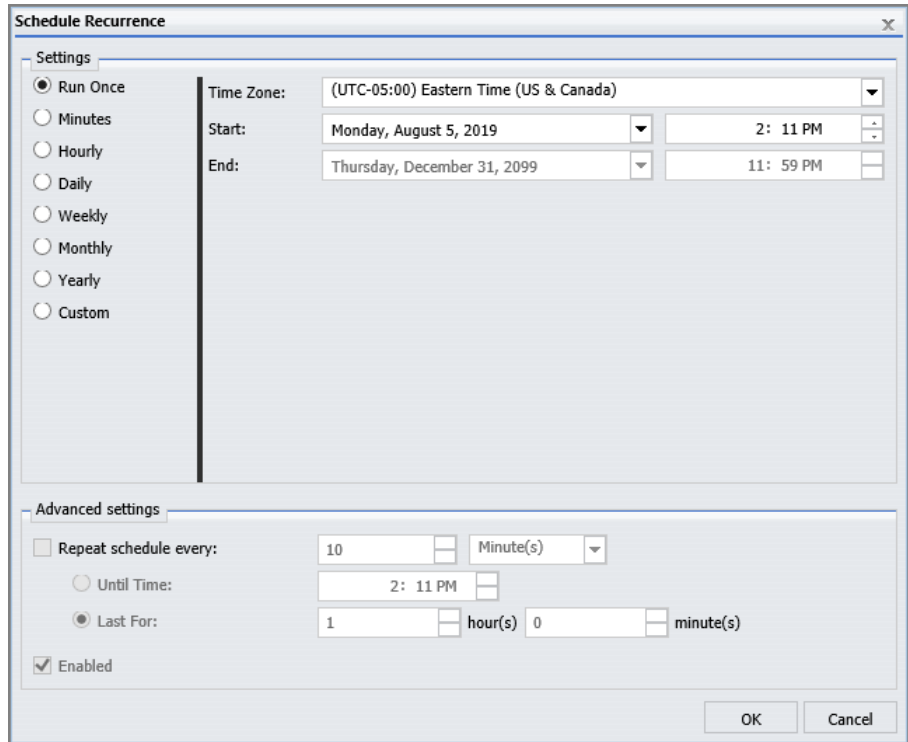 Schedule Recurrence
Settings
Run Once
Minutes
Hourly
Daily
Weekly
Monthly
Yearly
Custom
Time Zone: (UTC-05:00) Eastern Time (US & Canada)
Start: Monday, August 5, 2019 2: 11 PM
End: Thursday, December 31, 2099 11: 59 PM
Advanced settings
Repeat schedule every: 10 Minute(s)
Until Time: 2: 11 PM
Last For: 1 hour(s) 0 minute(s)
Enabled
OK Cancel